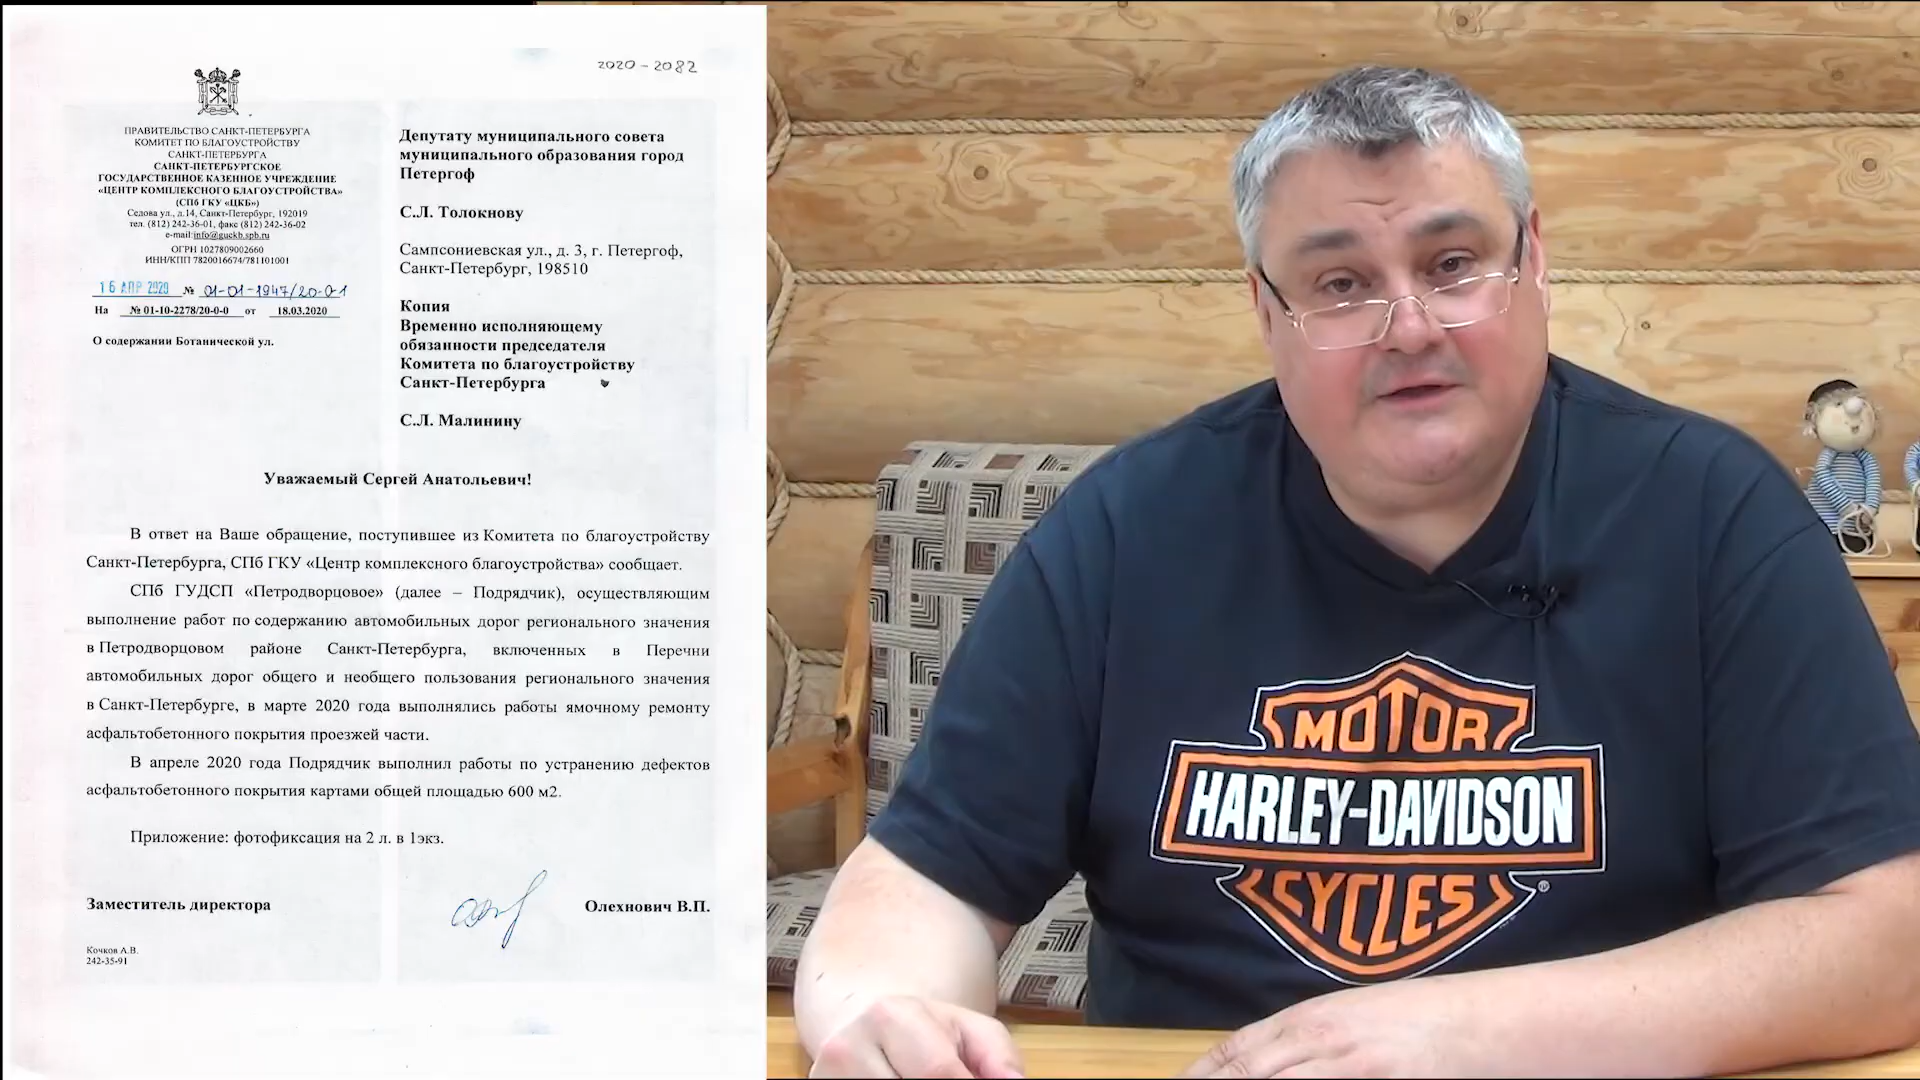 2020-2082
ПРАВИТЕЛЬСТВО САНКТ-ПЕТЕРБУРГА
КОМИТЕТ ПО БЛАГОУСТРОЙСТВУ
САНКТ-ПЕТЕРБУРГА
САНКТ-ПЕТЕРБУРГСКОЕ
ГОСУДАРСТВЕННОЕ КАЗЕННОЕ УЧРЕЖДЕНИЕ
«ЦЕНТР КОМПЛЕКСНОГО БЛАГОУСТРОЙСТВА»
(СПб ГКУ «ЦКБ»)
Седова ул., д.14, Санкт-Петербург, 192019
тел. (812) 242-36-01, факс (812) 242-36-02
e-mail:info@guckb.spb.ru
ОГРН 1027809002660
ИНН/КПП 7820016674/781101001
16 АПР 2020 № 01-01-1947/20-0-1
На № 01-10-2278/20-0-0 от 18.03.2020
О содержании Ботанической ул.
Депутату муниципального совета
муниципального образования город
Петергоф
С.Л. Толокнову
Сампсониевская ул., д. 3, г. Петергоф,
Санкт-Петербург, 198510
Копия
Временно исполняющему
обязанности председателя
Комитета по благоустройству
Санкт-Петербурга
С.Л. Малинину
Уважаемый Сергей Анатольевич!
В ответ на Ваше обращение, поступившее из Комитета по благоустройству
Санкт-Петербурга, СПб ГКУ «Центр комплексного благоустройства» сообщает.
СПб ГУДСП «Петродворцовое» (далее – Подрядчик), осуществляющим
выполнение работ по содержанию автомобильных дорог регионального значения
в Петродворцовом районе Санкт-Петербурга, включенных в Перечни
автомобильных дорог общего и необщего пользования регионального значения
в Санкт-Петербурге, в марте 2020 года выполнялись работы ямочному ремонту
асфальтобетонного покрытия проезжей части.
В апреле 2020 года Подрядчик выполнил работы по устранению дефектов
асфальтобетонного покрытия картами общей площадью 600 м2.
Приложение: фотофиксация на 2 л. в 1экз.
Заместитель директора Олехнович В.П.
Кочков А.В.
242-35-91
MOTOR
HARLEY-DAVIDSON
CYCLES
®